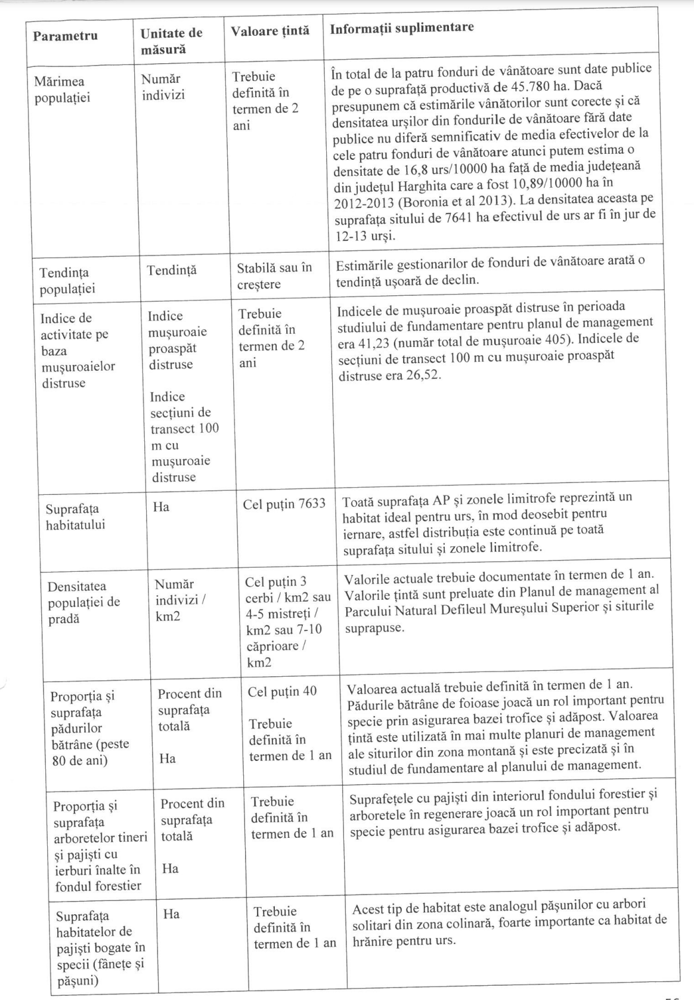 Parametru
Unitate de
măsură
Valoare țintă
Informații suplimentare
Mărimea
populației
Număr
indivizi
Trebuie
definită în
termen de 2
ani
În total de la patru fonduri de vânătoare sunt date publice
de pe o suprafață productivă de 45.780 ha. Dacă
presupunem că estimările vânătorilor sunt corecte și că
densitatea urșilor din fondurile de vânătoare fără date
publice nu diferă semnificativ de media efectivelor de la
cele patru fonduri de vânătoare atunci putem estima o
densitate de 16,8 urs/10000 ha față de media județeană
din județul Harghita care a fost 10,89/10000 ha în
2012-2013 (Boronia et al 2013). La densitatea aceasta pe
suprafața sitului de 7641 ha efectivul de urs ar fi în jur de
12-13 urși.
Tendința
populației
Tendință
Stabilă sau în
creștere
Estimările gestionarilor de fonduri de vânătoare arată o
tendință ușoară de declin.
Indice de
activitate pe
baza
mușuroaielor
distruse
Indice
mușuroaie
proaspăt
distruse
Indice
secțiuni de
transect 100
m cu
mușuroaie
distruse
Trebuie
definită în
termen de 2
ani
Indicele de mușuroaie proaspăt distruse în perioada
studiului de fundamentare pentru planul de management
era 41,23 (număr total de mușuroaie 405). Indicele de
secțiuni de transect 100 m cu mușuroaie proaspăt
distruse era 26,52.
Suprafața
habitatului
Ha
Cel puțin 7633
Toată suprafața AP și zonele limitrofe reprezintă un
habitat ideal pentru urs, în mod deosebit pentru
iernare, astfel distribuția este continuă pe toată
suprafața sitului și zonele limitrofe.
Densitatea
populației de
pradă
Număr
indivizi /
km2
Cel puțin 3
cerbi / km2 sau
4-5 mistreți /
km2 sau 7-10
căprioare /
km2
Valorile actuale trebuie documentate în termen de 1 an.
Valorile țintă sunt preluate din Planul de management al
Parcului Natural Defileul Mureșului Superior și siturile
suprapuse.
Proporția și
suprafața
pădurilor
bătrâne (peste
80 de ani)
Procent din
suprafața
totală
Ha
Cel puțin 40
Trebuie
definită în
termen de 1 an
Valoarea actuală trebuie definită în termen de 1 an.
Pădurile bătrâne de foioase joacă un rol important pentru
specie prin asigurarea bazei trofice și adăpost. Valoarea
țintă este utilizată în mai multe planuri de management
ale siturilor din zona montană și este precizată și în
studiul de fundamentare al planului de management.
Proporția și
suprafața
arboretelor tineri
și pajiști cu
ierburi înalte în
fondul forestier
Procent din
suprafața
totală
Ha
Trebuie
definită în
termen de 1 an
Suprafețele cu pajiști din interiorul fondului forestier și
arboretele în regenerare joacă un rol important pentru
specie pentru asigurarea bazei trofice și adăpost.
Suprafața
habitatelor de
pajiști bogate în
specii (fânețe și
pășuni)
Ha
Trebuie
definită în
termen de 1 an
Acest tip de habitat este analogul pășunilor cu arbori
solitari din zona colinară, foarte importante ca habitat de
hrănire pentru urs.